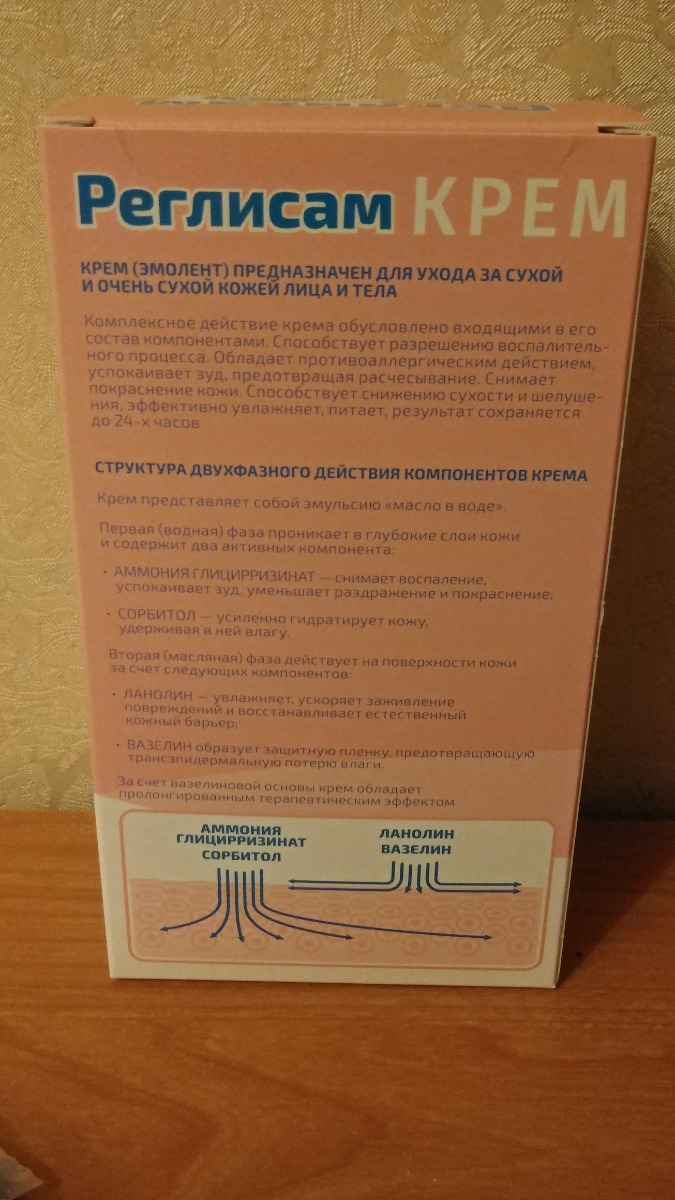 Реглисам КРЕМ
КРЕМ (ЭМОЛЕНТ) ПРЕДНАЗНАЧЕН ДЛЯ УХОДА ЗА СУХОЙ
И ОЧЕНЬ СУХОЙ КОЖЕЙ ЛИЦА И ТЕЛА
Комплексное действие крема обусловлено входящими в его
состав компонентами. Способствует разрешению воспалитель-
ного процесса. Обладает противоаллергическим действием,
успокаивает зуд, предотвращая расчесывание. Снимает
покраснение кожи. Способствует снижению сухости и шелуше-
ния, эффективно увлажняет, питает, результат сохраняется
до 24-х часов
СТРУКТУРА ДВУХФАЗНОГО ДЕЙСТВИЯ КОМПОНЕНТОВ КРЕМА
Крем представляет собой эмульсию «масло в воде».
Первая (водная) фаза проникает в глубокие слои кожи
и содержит два активных компонента:
• АММОНИЯ ГЛИЦИРРИЗИНАТ — снимает воспаление,
успокаивает зуд, уменьшает раздражение и покраснение;
• СОРБИТОЛ — усиленно гидратирует кожу,
удерживая в ней влагу.
Вторая (масляная) фаза действует на поверхности кожи
за счет следующих компонентов:
• ЛАНОЛИН — увлажняет, ускоряет заживление
повреждений и восстанавливает естественный
кожный барьер;
• ВАЗЕЛИН образует защитную пленку, предотвращающую
трансэпидермальную потерю влаги.
За счет вазелиновой основы крем обладает
пролонгированным терапевтическим эффектом
АММОНИЯ
ГЛИЦИРРИЗИНАТ
СОРБИТОЛ
ЛАНОЛИН
ВАЗЕЛИН